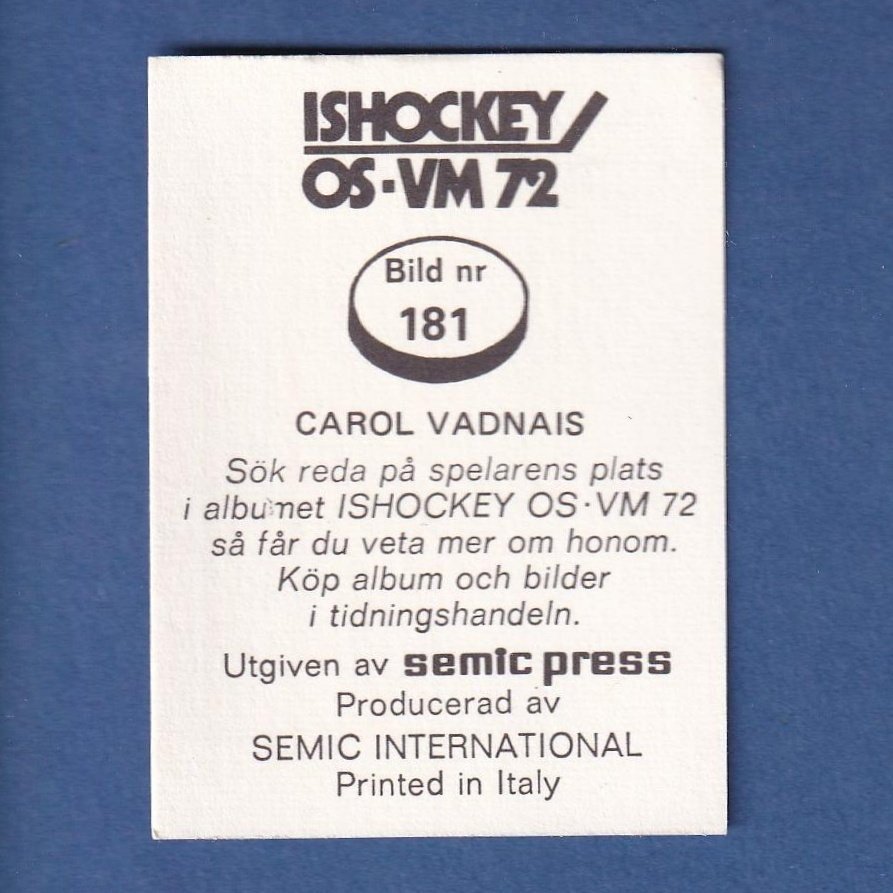 ISHOCKEY
OS·VM 72
Bild nr
181
CAROL VADNAIS
Sök reda på spelarens plats
i albumet ISHOCKEY OS·VM 72
så får du veta mer om honom.
Köp album och bilder
i tidningshandeln.
Utgiven av semic press
Producerad av
SEMIC INTERNATIONAL
Printed in Italy